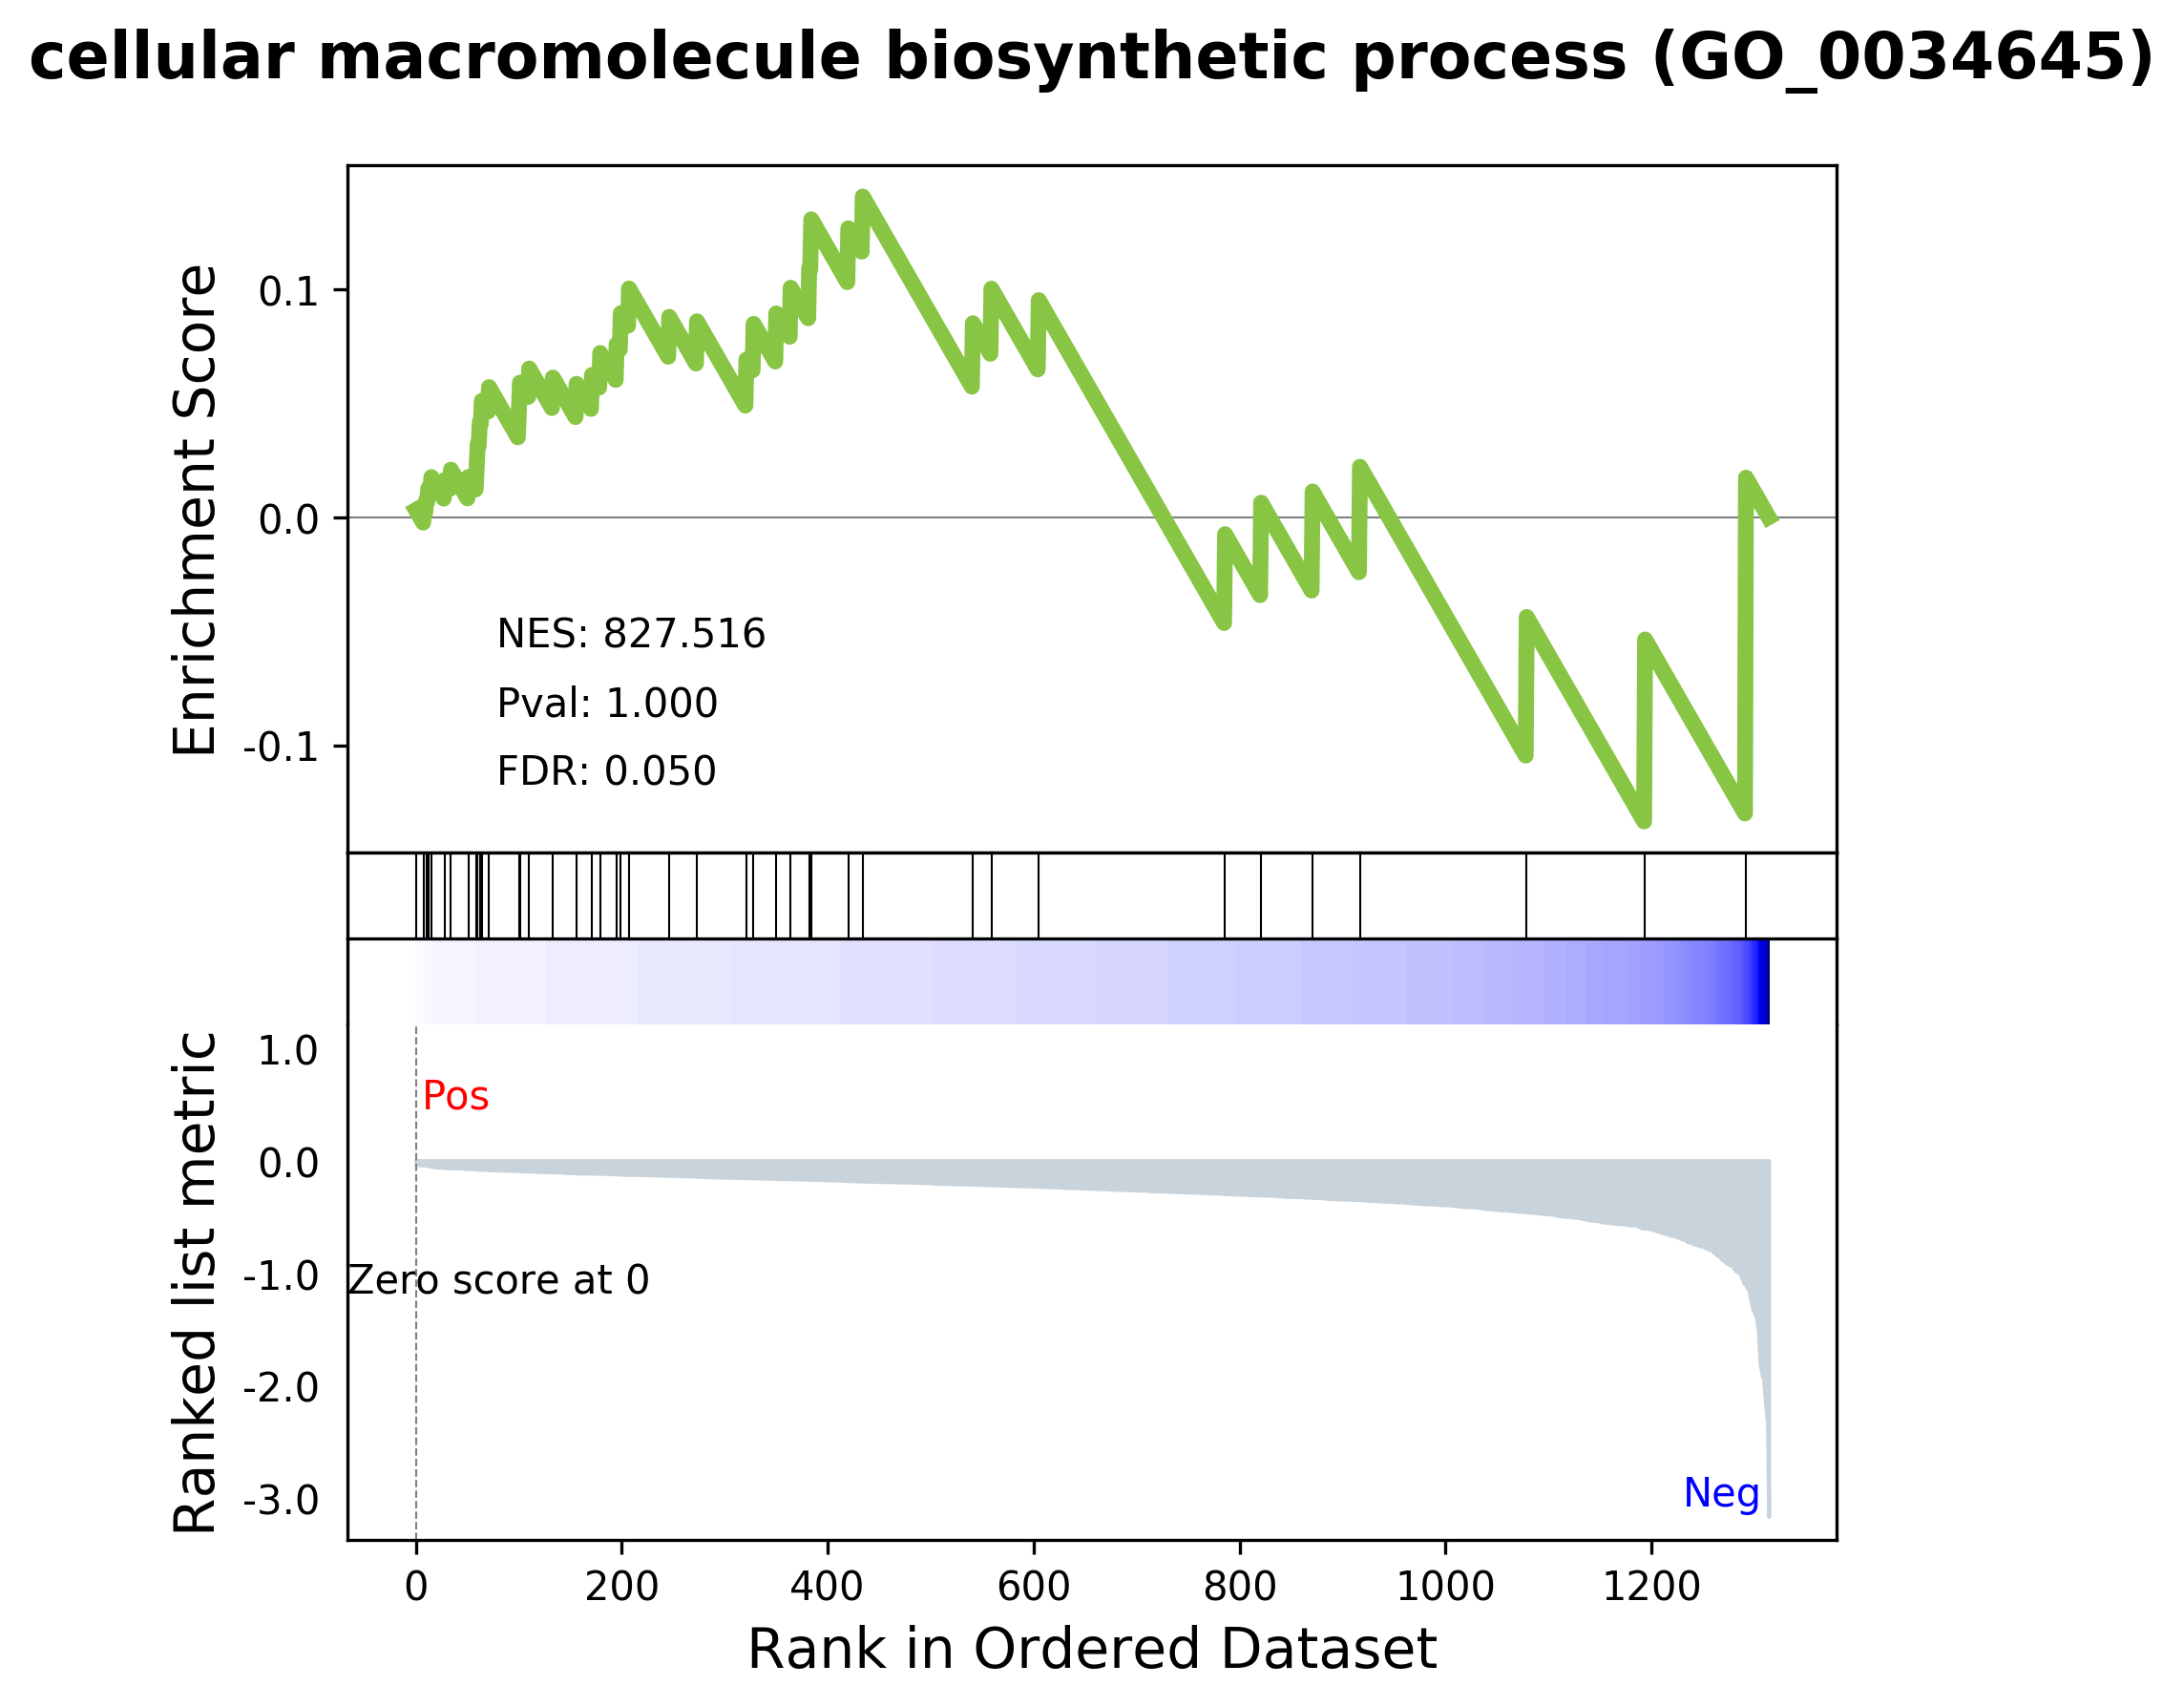 cellular macromolecule biosynthetic process (GO_0034645)
Enrichment Score
0.1
0.0
-0.1
NES: 827.516
Pval: 1.000
FDR: 0.050
Ranked list metric
1.0
0.0
-1.0
-2.0
-3.0
Pos
Zero score at 0
Neg
0 200 400 600 800 1000 1200
Rank in Ordered Dataset